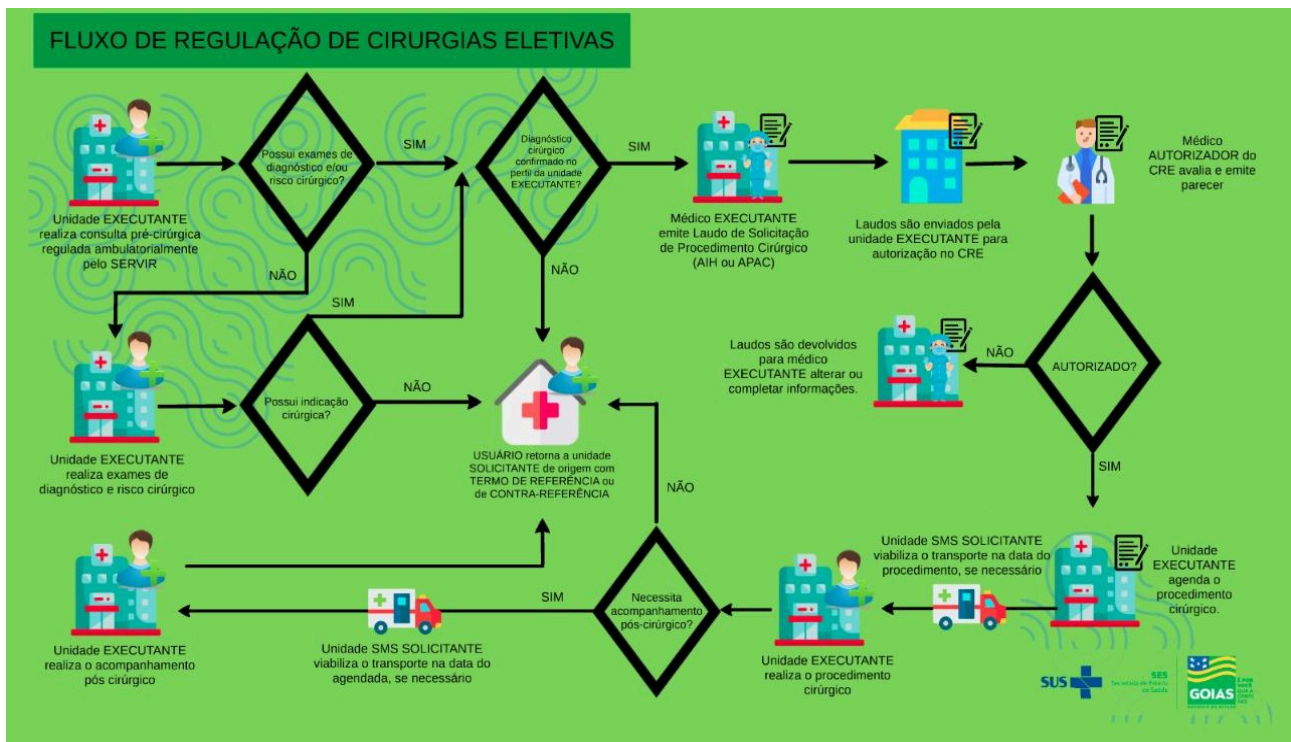 FLUXO DE REGULAÇÃO DE CIRURGIAS ELETIVAS
Unidade EXECUTANTE
realiza consulta pré-cirúrgica
regulada ambulatorialmente
pelo SERVIR
Possui exames de
diagnóstico e/ou
risco cirúrgico?
SIM
NÃO
Diagnóstico
cirúrgico
confirmado no
perfil da unidade
EXECUTANTE?
SIM
NÃO
Médico EXECUTANTE
emite Laudo de Solicitação
de Procedimento Cirúrgico
(AIH ou APAC)
Laudos são enviados pela
unidade EXECUTANTE para
autorização no CRE
Médico
AUTORIZADOR do
CRE avalia e emite
parecer
Unidade EXECUTANTE
realiza exames de
diagnóstico e risco cirúrgico
Possui indicação
cirúrgica?
SIM
NÃO
USUÁRIO retorna a unidade
SOLICITANTE de origem com
TERMO DE REFERÊNCIA ou
de CONTRA-REFERÊNCIA
Laudos são devolvidos
para médico
EXECUTANTE alterar ou
completar informações.
NÃO
AUTORIZADO?
SIM
Unidade EXECUTANTE
realiza o acompanhamento
pós cirúrgico
Unidade SMS SOLICITANTE
viabiliza o transporte na data do
agendada, se necessário
SIM
Necessita
acompanhamento
pós-cirúrgico?
NÃO
Unidade EXECUTANTE
realiza o procedimento
cirúrgico
Unidade SMS SOLICITANTE
viabiliza o transporte na data do
procedimento, se necessário
Unidade
EXECUTANTE
agenda o
procedimento
cirúrgico.
SUS
SES
Secretaria de Estado
da Saúde
GOIÁS